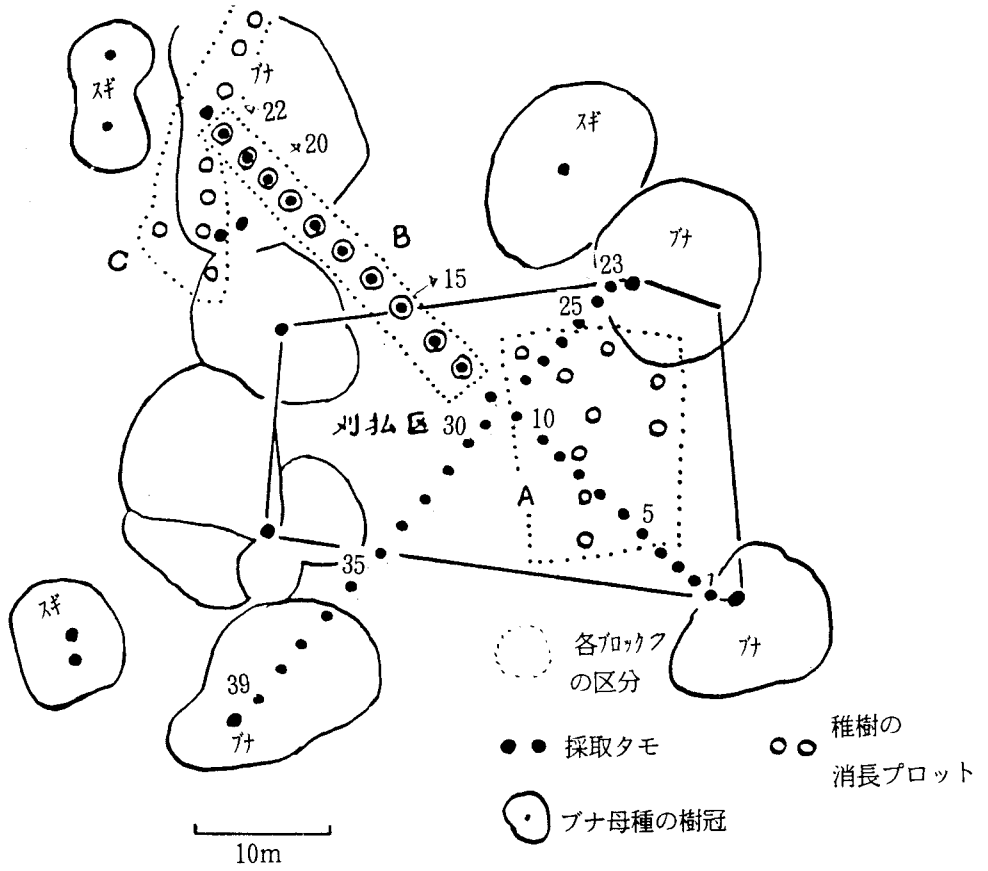 スギ
ブナ
22
20
スギ
ブナ
B
C
23
15
25
刈払区
30
10
A
5
35
1
スギ
39
ブナ
ブナ
各ブロック
の区分
採取タモ
稚樹の
消長プロット
ブナ母種の樹冠
10m